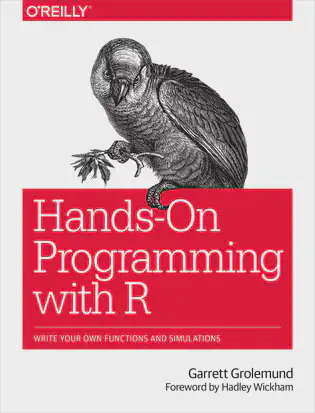 O'REILLY®
Hands-On
Programming
with R
WRITE YOUR OWN FUNCTIONS AND SIMULATIONS
Garrett Grolemund
Foreword by Hadley Wickham